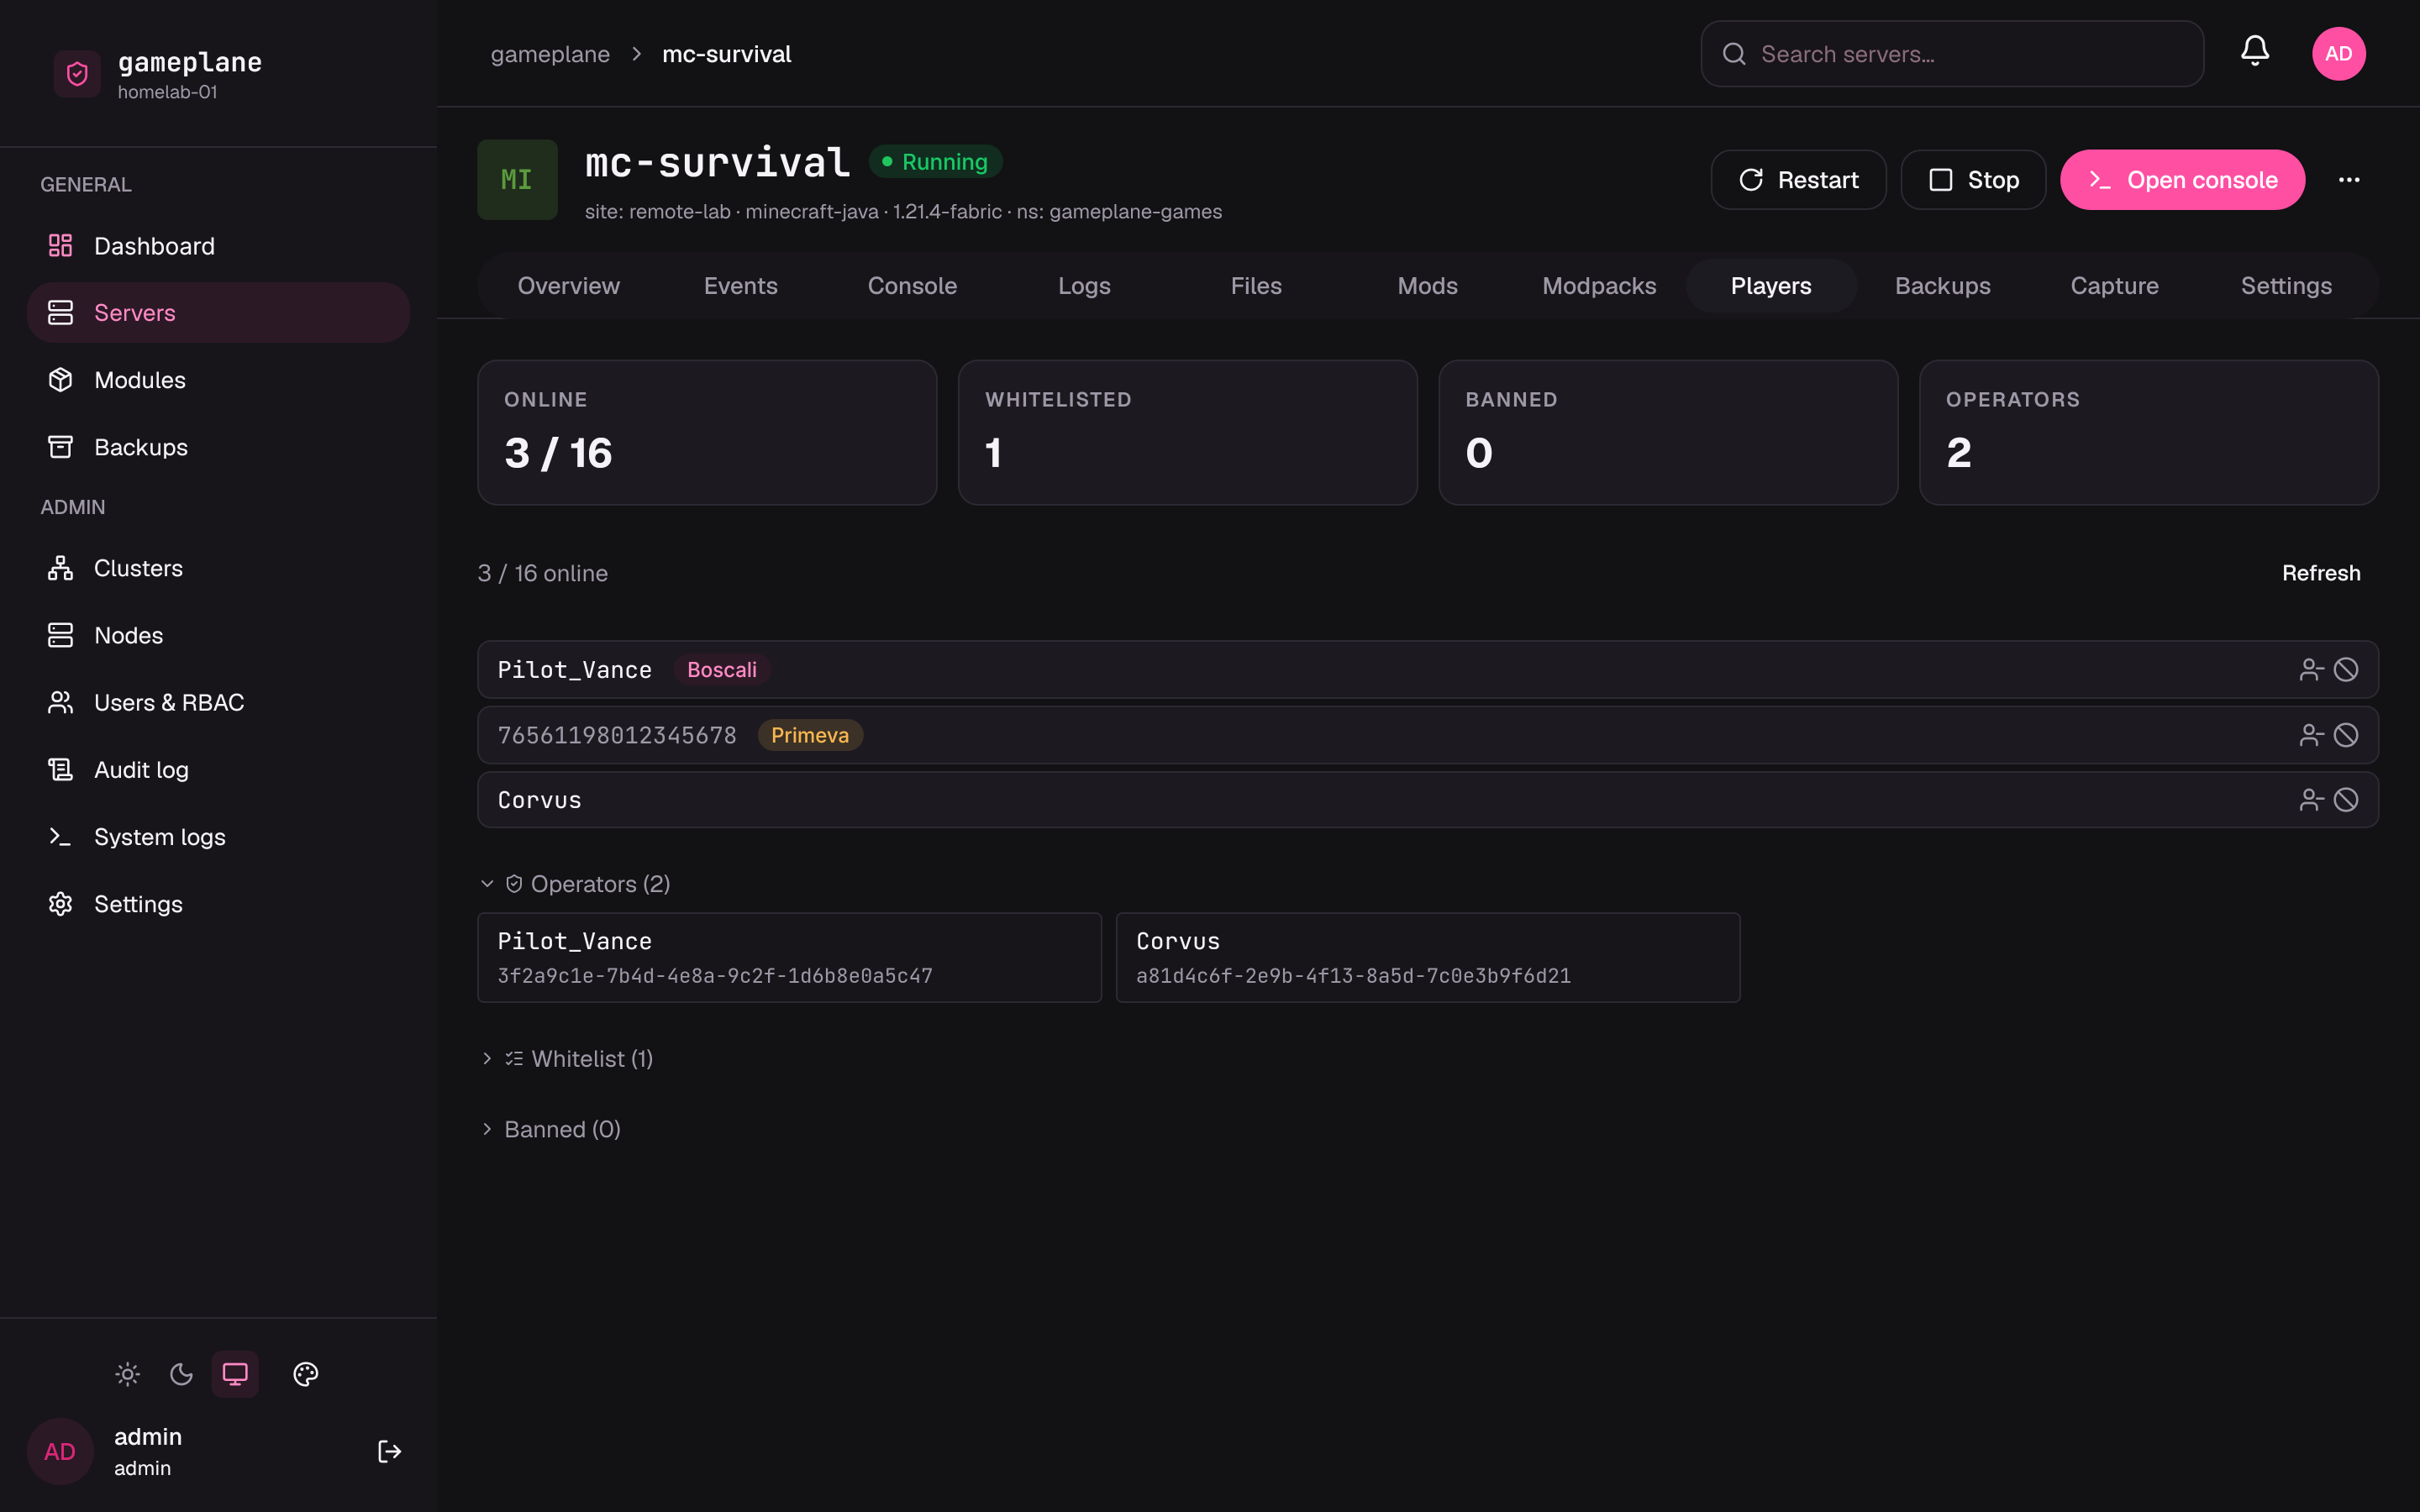 gameplane
homelab-01
GENERAL
Dashboard
Servers
Modules
Backups
ADMIN
Clusters
Nodes
Users & RBAC
Audit log
System logs
Settings
AD
admin
admin
gameplane
mc-survival
Search servers...
AD
MI
mc-survival
Running
site: remote-lab · minecraft-java · 1.21.4-fabric · ns: gameplane-games
Restart
Stop
Open console
Overview
Events
Console
Logs
Files
Mods
Modpacks
Players
Backups
Capture
Settings
ONLINE
3 / 16
WHITELISTED
1
BANNED
0
OPERATORS
2
3 / 16 online
Refresh
Pilot_Vance Boscali
76561198012345678 Primeva
Corvus
Operators (2)
Pilot_Vance
3f2a9c1e-7b4d-4e8a-9c2f-1d6b8e0a5c47
Corvus
a81d4c6f-2e9b-4f13-8a5d-7c0e3b9f6d21
Whitelist (1)
Banned (0)